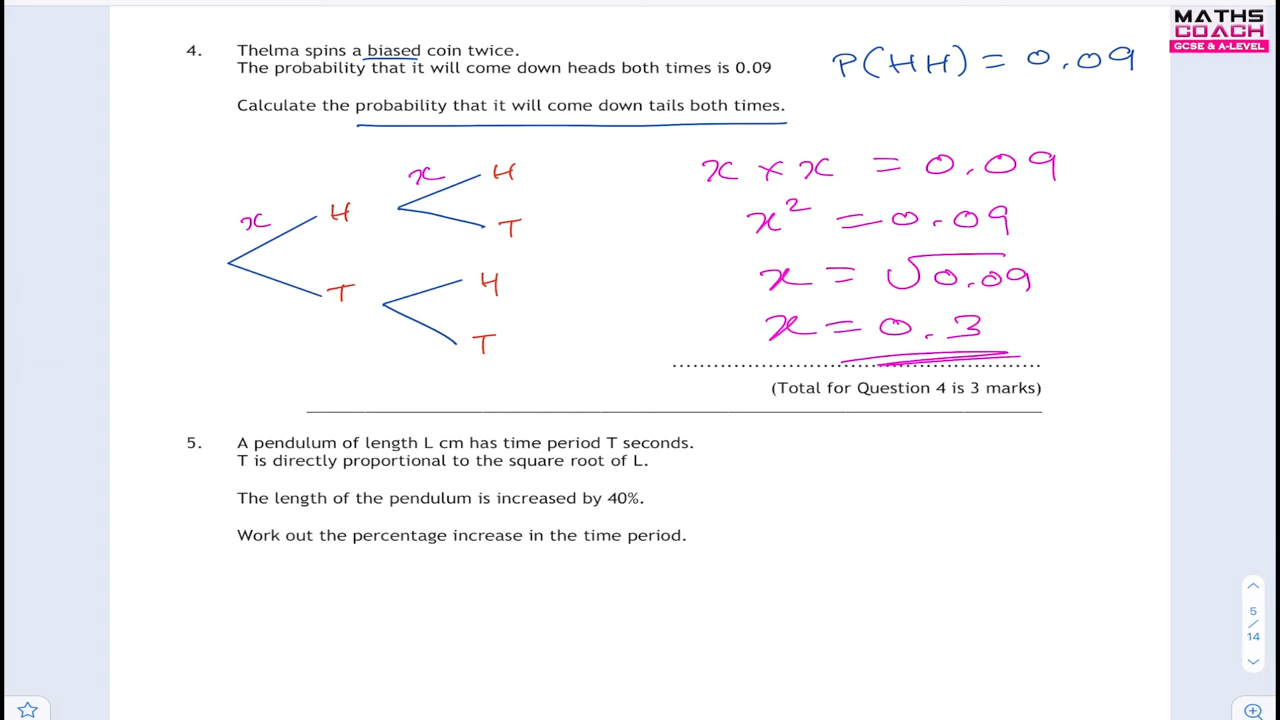 MATHS
COACH
GCSE & A-LEVEL
4. Thelma spins a biased coin twice.
The probability that it will come down heads both times is 0.09
P(HH) = 0.09
Calculate the probability that it will come down tails both times.
x H
x H
T
T
H
T
x × x = 0.09
x² = 0.09
x = √0.09
x = 0.3
(Total for Question 4 is 3 marks)
5. A pendulum of length L cm has time period T seconds.
T is directly proportional to the square root of L.
The length of the pendulum is increased by 40%.
Work out the percentage increase in the time period.
5
/
14